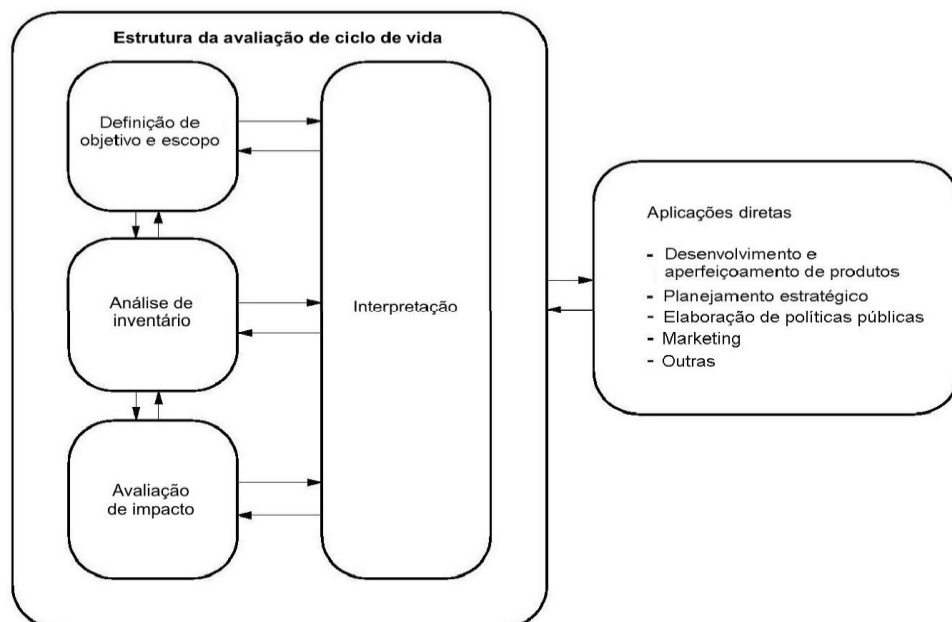 Estrutura da avaliação de ciclo de vida
Definição de
objetivo e escopo
Análise de
inventário
Avaliação
de impacto
Interpretação
Aplicações diretas
- Desenvolvimento e
aperfeiçoamento de produtos
- Planejamento estratégico
- Elaboração de políticas públicas
- Marketing
- Outras